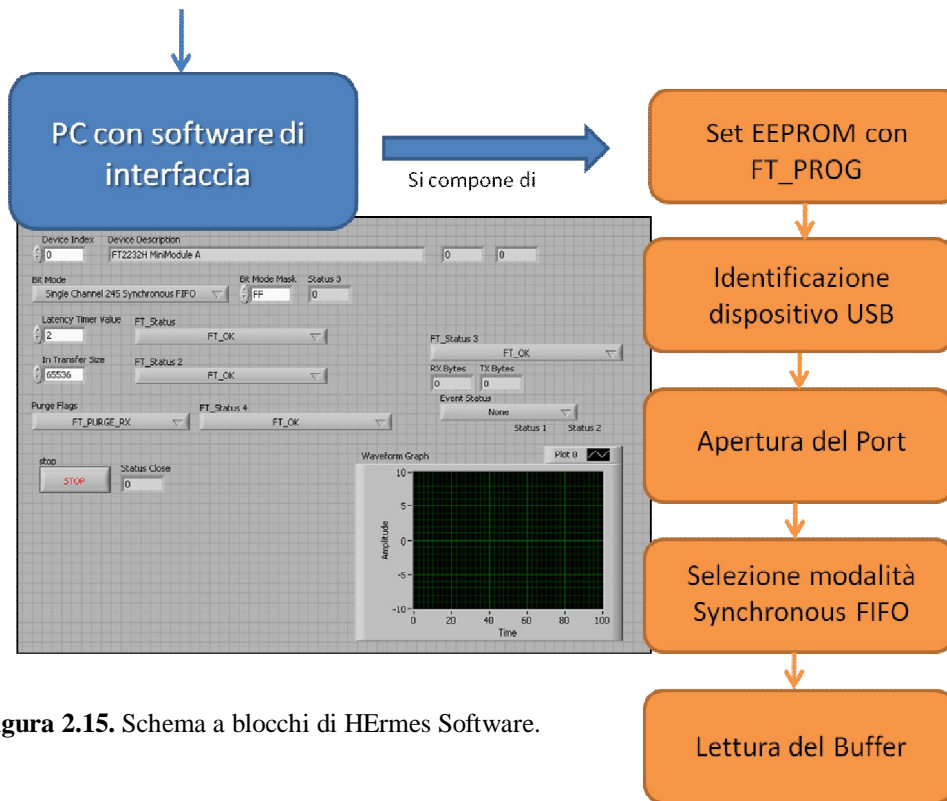 PC con software di
interfaccia
Si compone di
Set EEPROM con
FT_PROG
Identificazione
dispositivo USB
Apertura del Port
Selezione modalità
Synchronous FIFO
Lettura del Buffer
Device Index Device Description
0 FT2232H MiniModule A 0 0
Bit Mode Bit Mode Mask Status 3
Single Channel 245 Synchronous FIFO FF 0
Latency Timer Value FT_Status
2 FT_OK
FT_Status 3
FT_OK
In Transfer Size FT_Status 2
65536 FT_OK
RX Bytes TX Bytes
0 0
Event Status
None
Status 1 Status 2
Purge Flags FT_Status 4
FT_PURGE_RX FT_OK
stop Status Close
STOP 0
Waveform Graph Plot 0
Amplitude
10
5
0
-5
-10
0 20 40 60 80 100
Time
gura 2.15. Schema a blocchi di HErmes Software.